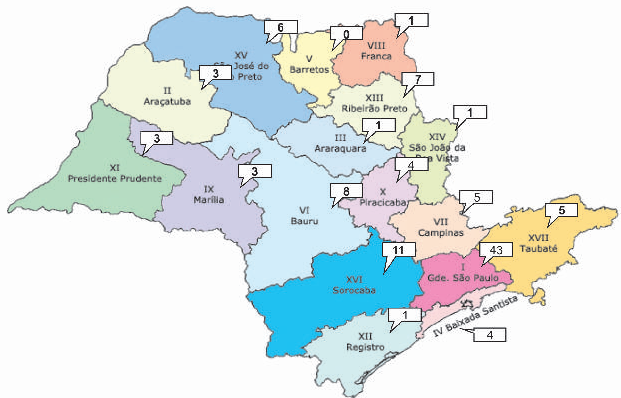 6
XV
São José do
Rio Preto
0
V
Barretos
1
VIII
Franca
3
II
Araçatuba
7
XIII
Ribeirão Preto
1
III
Araraquara
1
XIV
São João da
Boa Vista
3
XI
Presidente Prudente
3
IX
Marília
8
VI
Bauru
4
X
Piracicaba
5
VII
Campinas
5
XVII
Taubaté
11
XVI
Sorocaba
43
I
Gde. São Paulo
1
XII
Registro
IV Baixada Santista
4